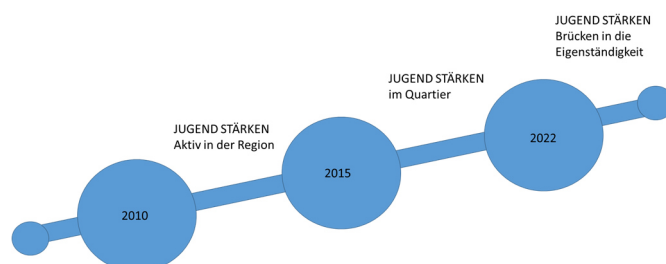 JUGEND STÄRKEN
Brücken in die
Eigenständigkeit
JUGEND STÄRKEN
im Quartier
JUGEND STÄRKEN
Aktiv in der Region
2022
2015
2010